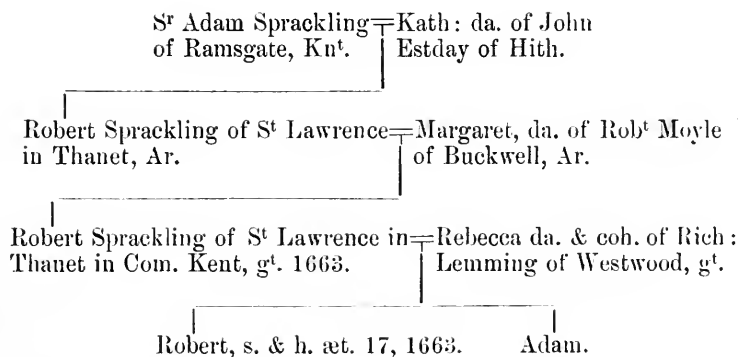 Sʳ Adam Sprackling╤Kath: da. of John
of Ramsgate, Knᵗ. Estday of Hith.
Robert Sprackling of Sᵗ Lawrence╤Margaret, da. of Robᵗ Moyle
in Thanet, Ar. of Buckwell, Ar.
Robert Sprackling of Sᵗ Lawrence in╤Rebecca da. & coh. of Rich:
Thanet in Com. Kent, gᵗ. 1663. Lemming of Westwood, gᵗ.
Robert, s. & h. æt. 17, 1663. Adam.